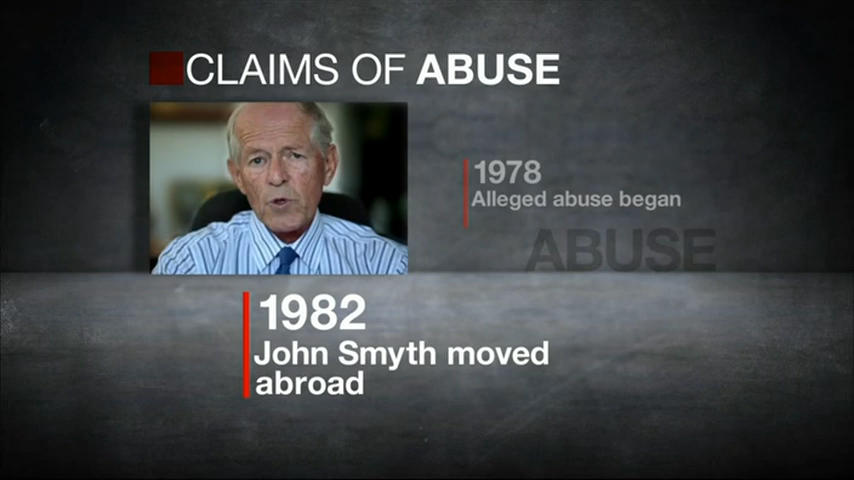 CLAIMS OF ABUSE
1978
Alleged abuse began
ABUSE
1982
John Smyth moved
abroad